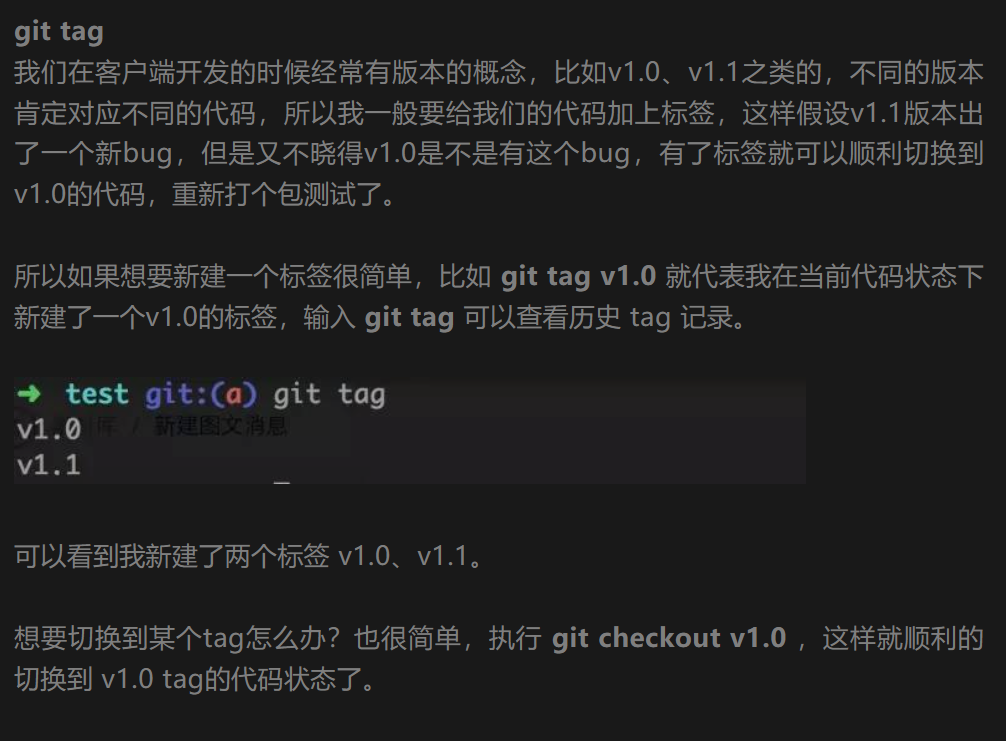 git tag
我们在客户端开发的时候经常有版本的概念，比如v1.0、v1.1之类的，不同的版本
肯定对应不同的代码，所以我一般要给我们的代码加上标签，这样假设v1.1版本出
了一个新bug，但是又不晓得v1.0是不是有这个bug，有了标签就可以顺利切换到
v1.0的代码，重新打个包测试了。
所以如果想要新建一个标签很简单，比如 git tag v1.0 就代表我在当前代码状态下
新建了一个v1.0的标签，输入 git tag 可以查看历史 tag 记录。
➜ test git:(a) git tag
v1.0 库 / 新建图文消息
v1.1
可以看到我新建了两个标签 v1.0、v1.1。
想要切换到某个tag怎么办？也很简单，执行 git checkout v1.0 ，这样就顺利的
切换到 v1.0 tag的代码状态了。